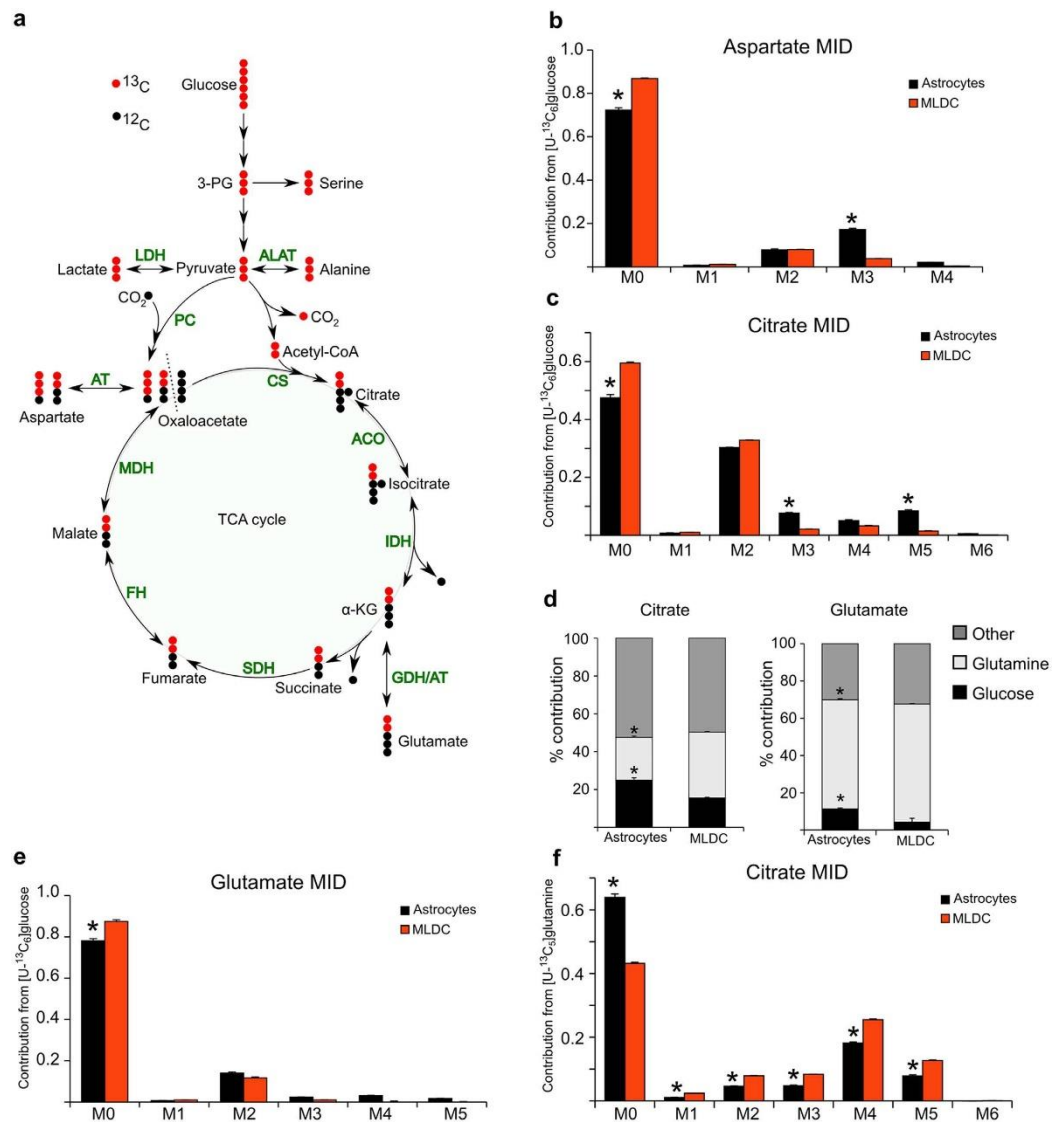 a
13C
12C
Glucose
3-PG
Serine
LDH
ALAT
Lactate
Pyruvate
Alanine
CO2
PC
CO2
Acetyl-CoA
AT
CS
Citrate
Aspartate
Oxaloacetate
ACO
MDH
Isocitrate
TCA cycle
Malate
IDH
FH
α-KG
SDH
Fumarate
Succinate
GDH/AT
Glutamate
b
Aspartate MID
Contribution from [U-13C6]glucose
1.0
0.8
0.6
0.4
0.2
Astrocytes
MLDC
*
*
M0 M1 M2 M3 M4
c
Citrate MID
Contribution from [U-13C6]glucose
0.6
0.4
0.2
Astrocytes
MLDC
*
* *
M0 M1 M2 M3 M4 M5 M6
d
Citrate
% contribution
100
80
60
40
20
*
*
Astrocytes MLDC
Glutamate
% contribution
100
80
60
40
20
*
*
Astrocytes MLDC
Other
Glutamine
Glucose
e
Glutamate MID
Contribution from [U-13C6]glucose
1.0
0.8
0.6
0.4
0.2
Astrocytes
MLDC
*
M0 M1 M2 M3 M4 M5
f
Citrate MID
Contribution from [U-13C5]glutamine
0.6
0.4
0.2
Astrocytes
MLDC
*
* * * * *
M0 M1 M2 M3 M4 M5 M6